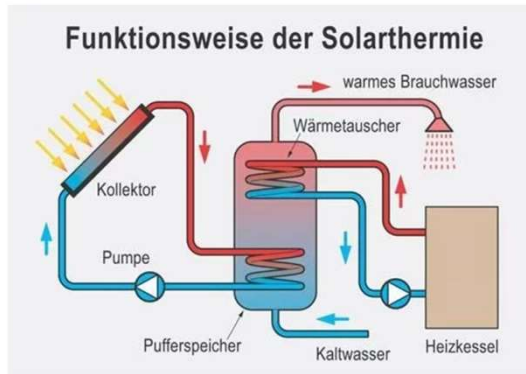 Funktionsweise der Solarthermie
warmes Brauchwasser
Wärmetauscher
Kollektor
Pumpe
Pufferspeicher
Kaltwasser
Heizkessel